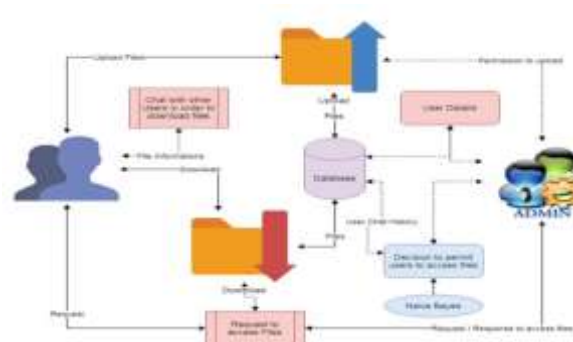 Upload Files
Permission to upload
Chat with other
Users in order to
download files
Upload
User Details
Files
File Informations
Download
Database
ADMIN
User Chat History
Files
Decision to permit
users to access files
Download
Naive Bayes
Request
Request to
access Files
Request / Response to access files